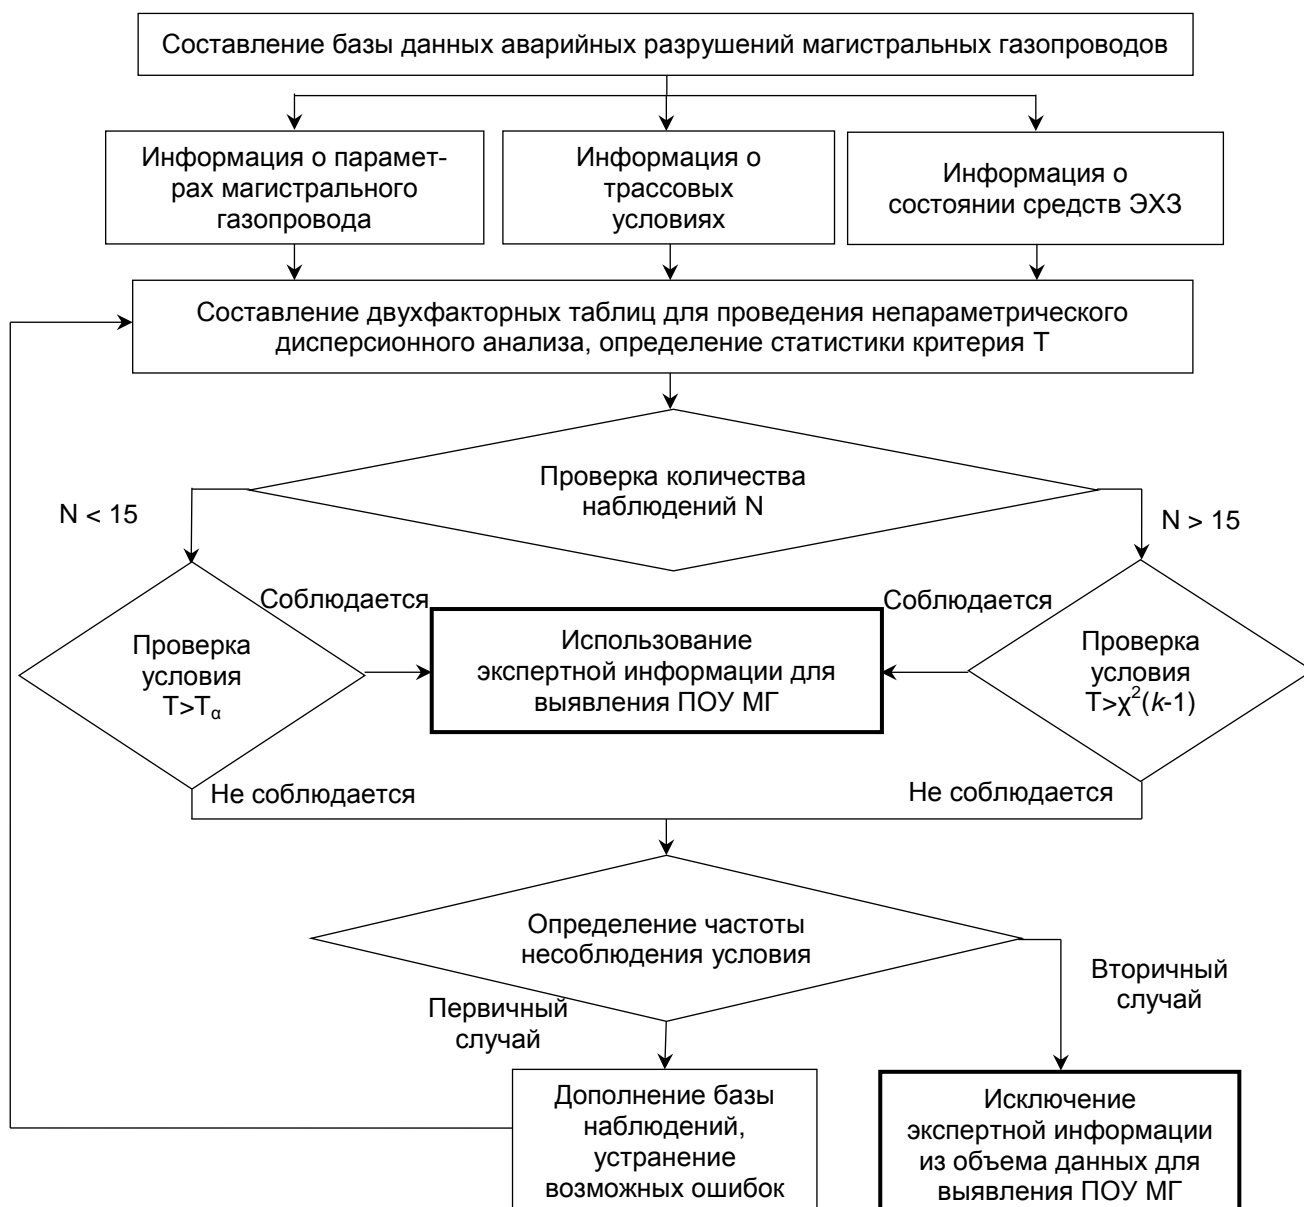 Составление базы данных аварийных разрушений магистральных газопроводов
Информация о парамет-
рах магистрального
газопровода
Информация о
трассовых
условиях
Информация о
состоянии средств ЭХЗ
Составление двухфакторных таблиц для проведения непараметрического
дисперсионного анализа, определение статистики критерия Т
Проверка количества
наблюдений N
N < 15
N > 15
Соблюдается
Соблюдается
Проверка
условия
T>Tα
Использование
экспертной информации для
выявления ПОУ МГ
Проверка
условия
T>χ²(k-1)
Не соблюдается
Не соблюдается
Определение частоты
несоблюдения условия
Первичный
случай
Вторичный
случай
Дополнение базы
наблюдений,
устранение
возможных ошибок
Исключение
экспертной информации
из объема данных для
выявления ПОУ МГ